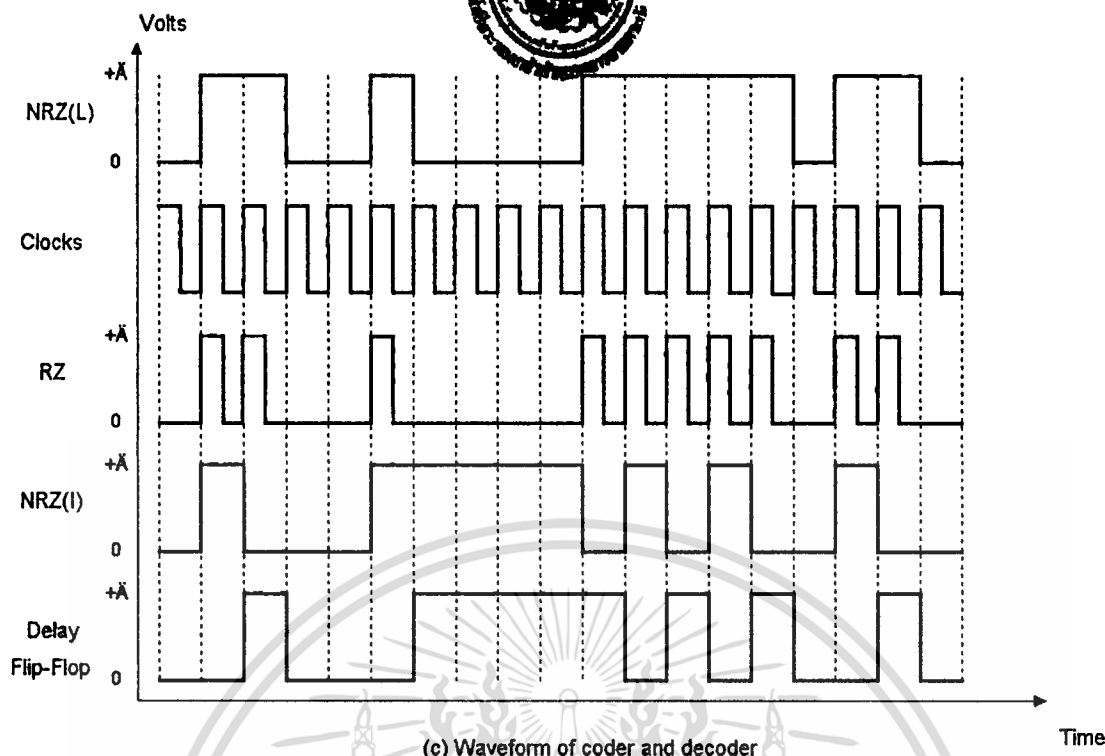 Volts
+Ä
NRZ(L)
0
Clocks
+Ä
RZ
0
+Ä
NRZ(I)
0
+Ä
Delay
Flip-Flop
0
Time
(c) Waveform of coder and decoder